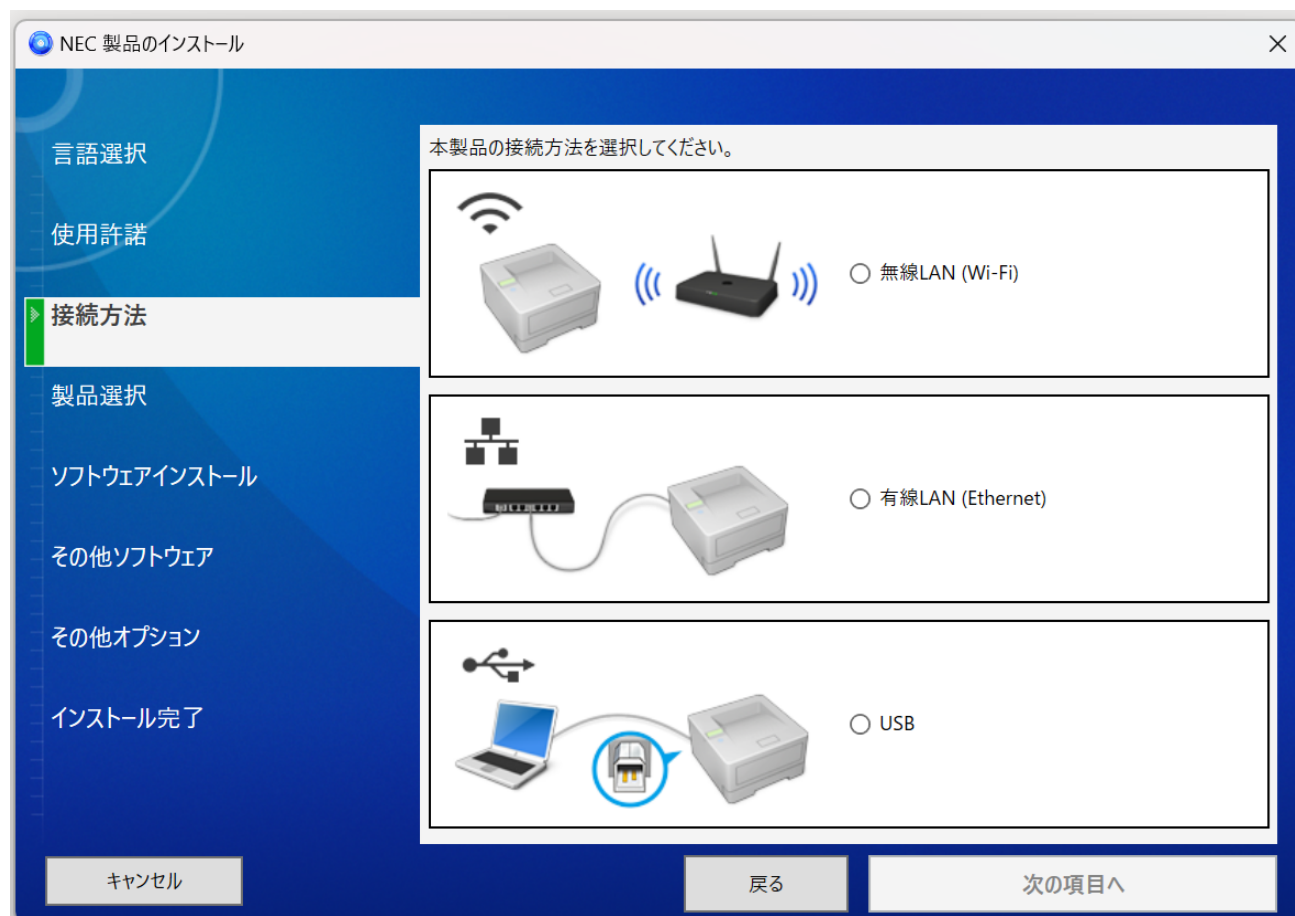 NEC 製品のインストール
言語選択
使用許諾
接続方法
製品選択
ソフトウェアインストール
その他ソフトウェア
その他オプション
インストール完了
本製品の接続方法を選択してください。
無線LAN (Wi-Fi)
有線LAN (Ethernet)
USB
キャンセル
戻る
次の項目へ